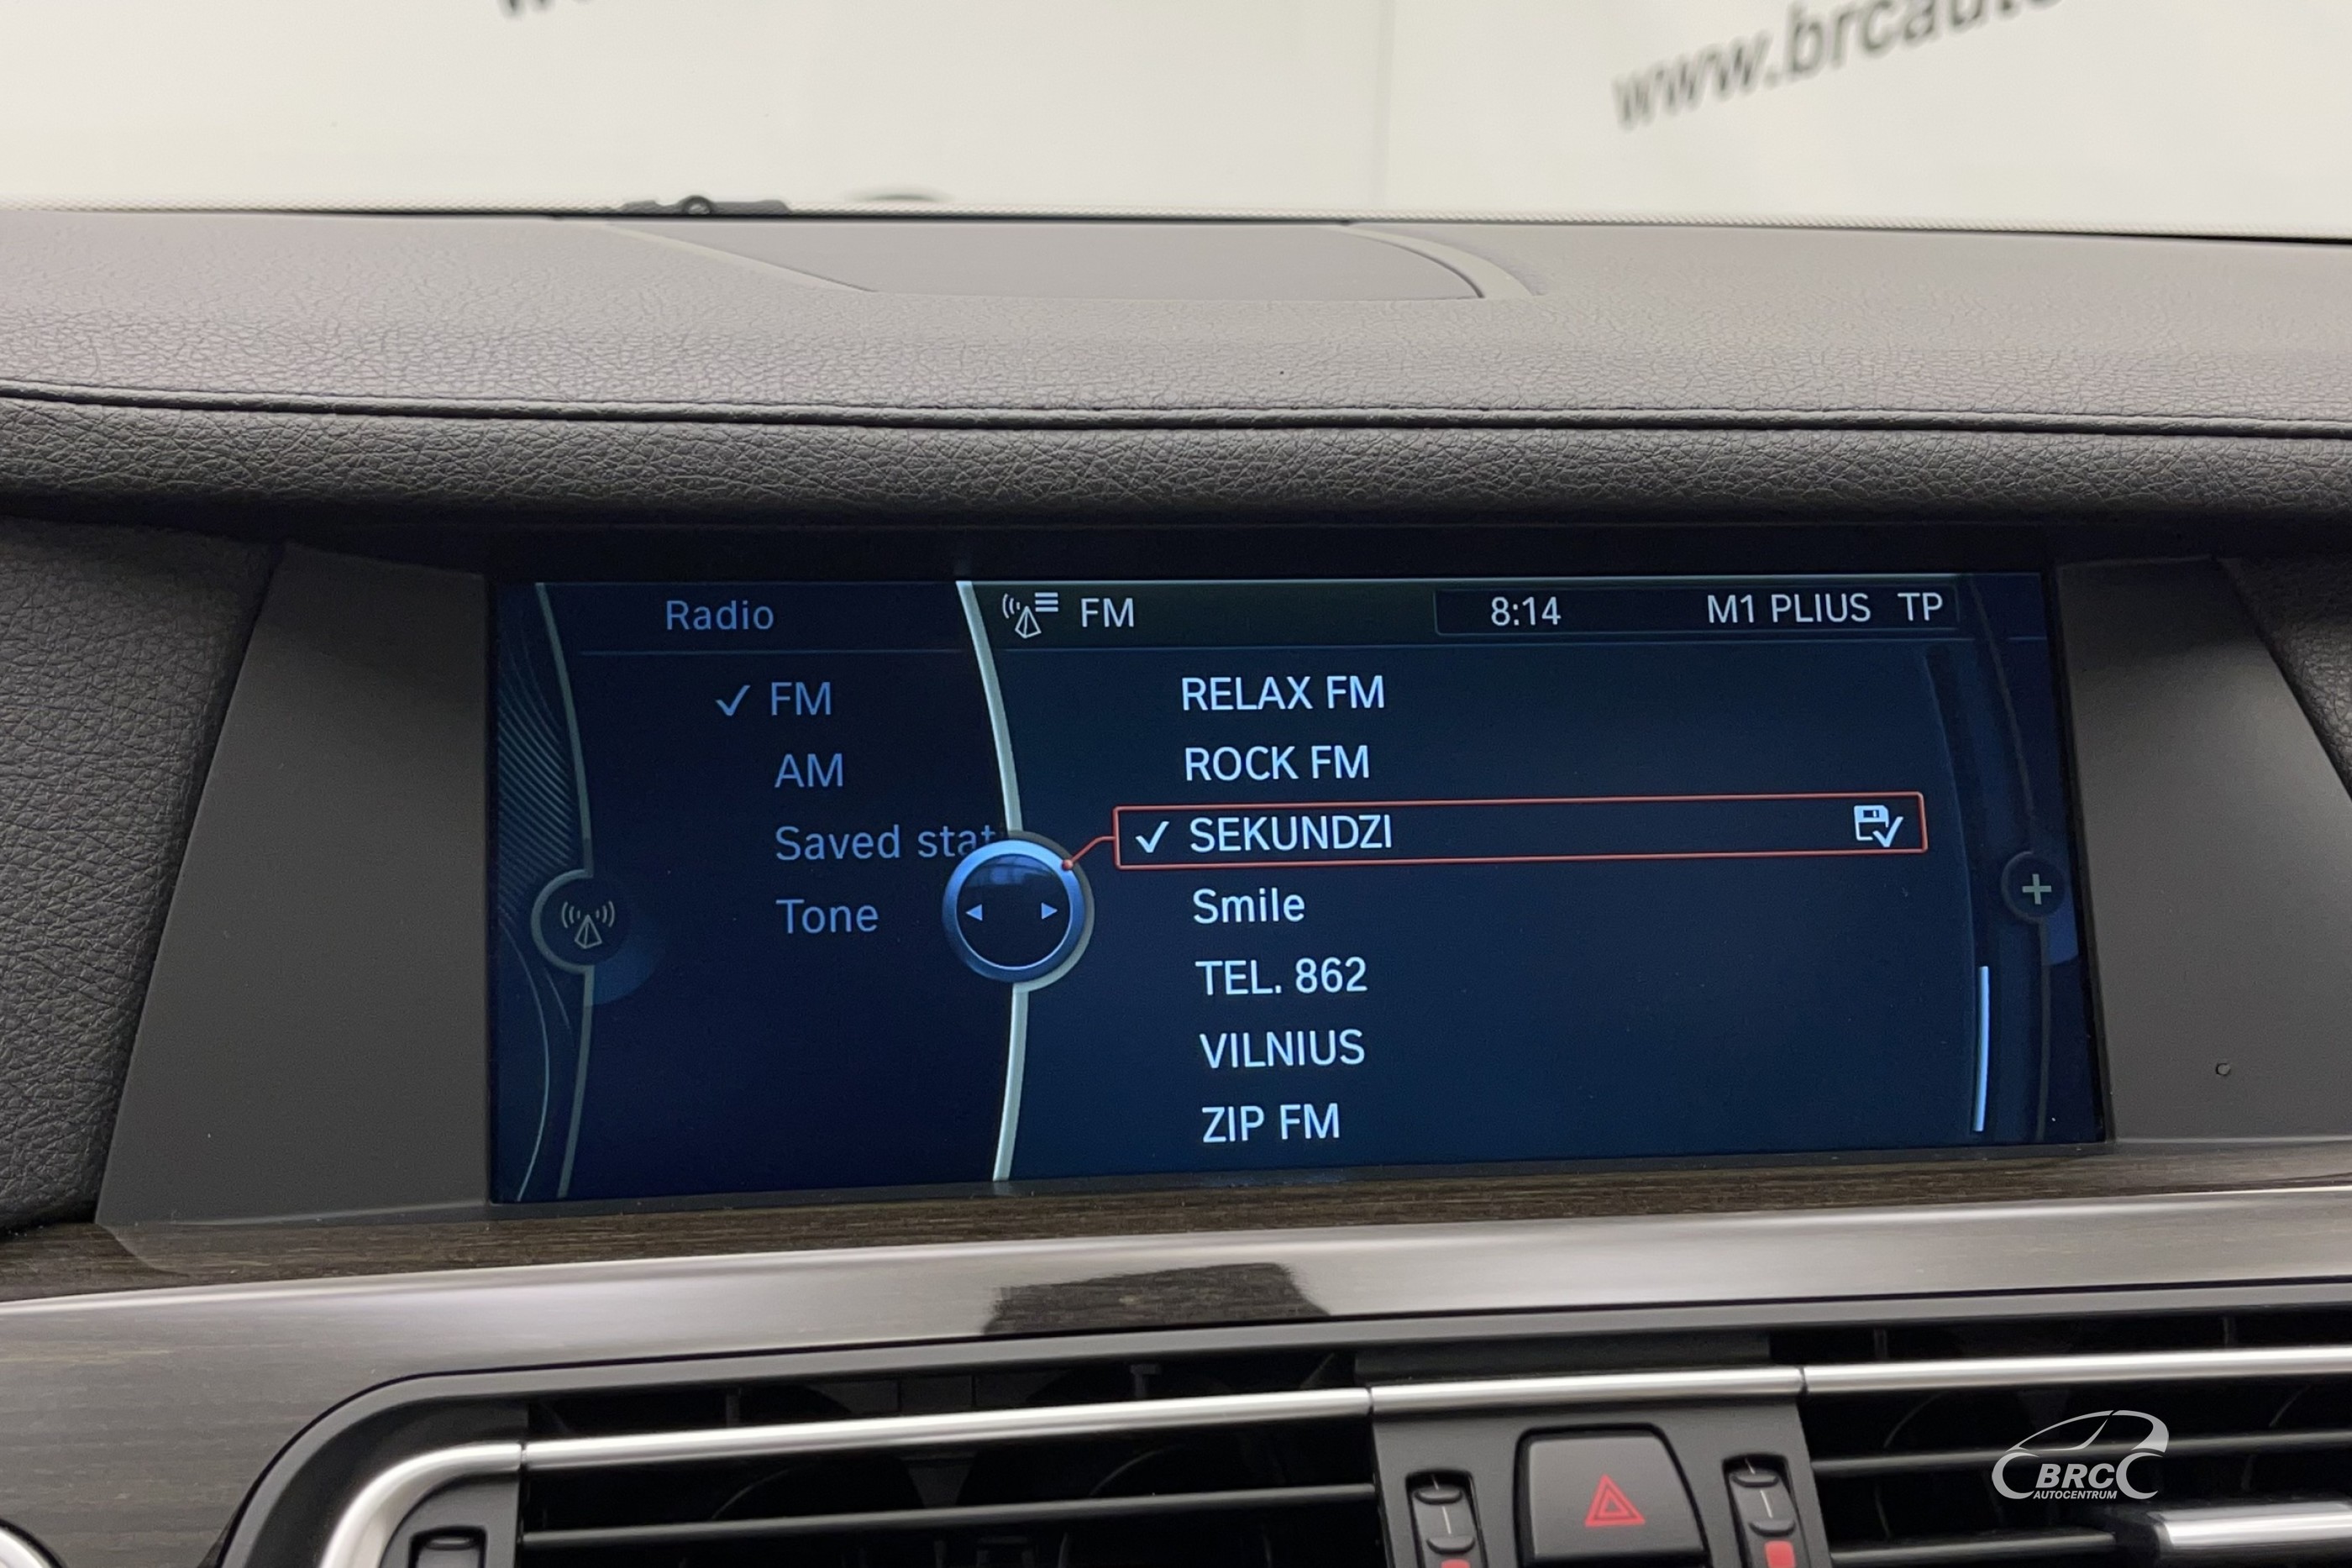 www.brcauto
Radio
FM
8:14
M1 PLIUS TP
✓ FM
AM
Saved stat
Tone
RELAX FM
ROCK FM
✓ SEKUNDZI
Smile
TEL. 862
VILNIUS
ZIP FM
BRC
AUTOCENTRUM